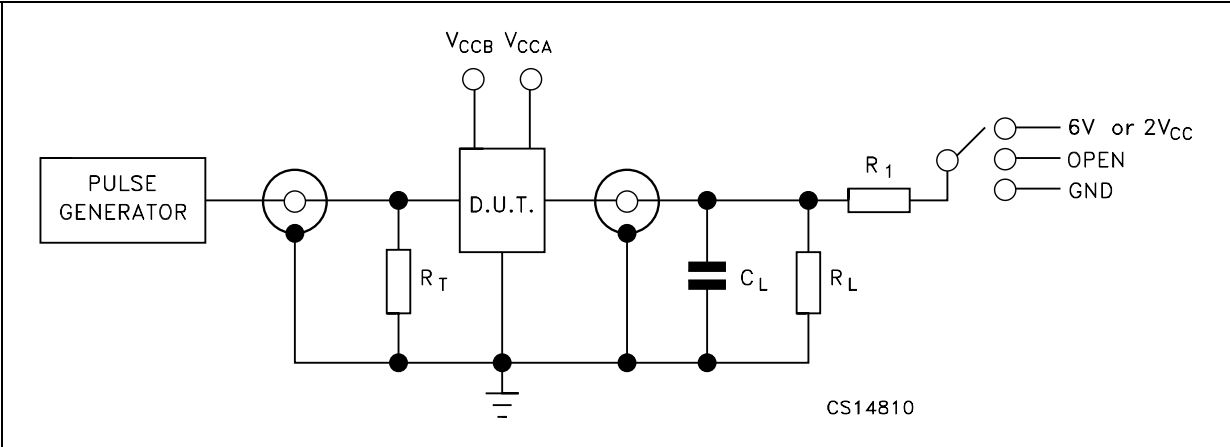 VCCB VCCA
6V or 2VCC
OPEN
GND
R1
PULSE
GENERATOR
D.U.T.
RT
CL
RL
CS14810